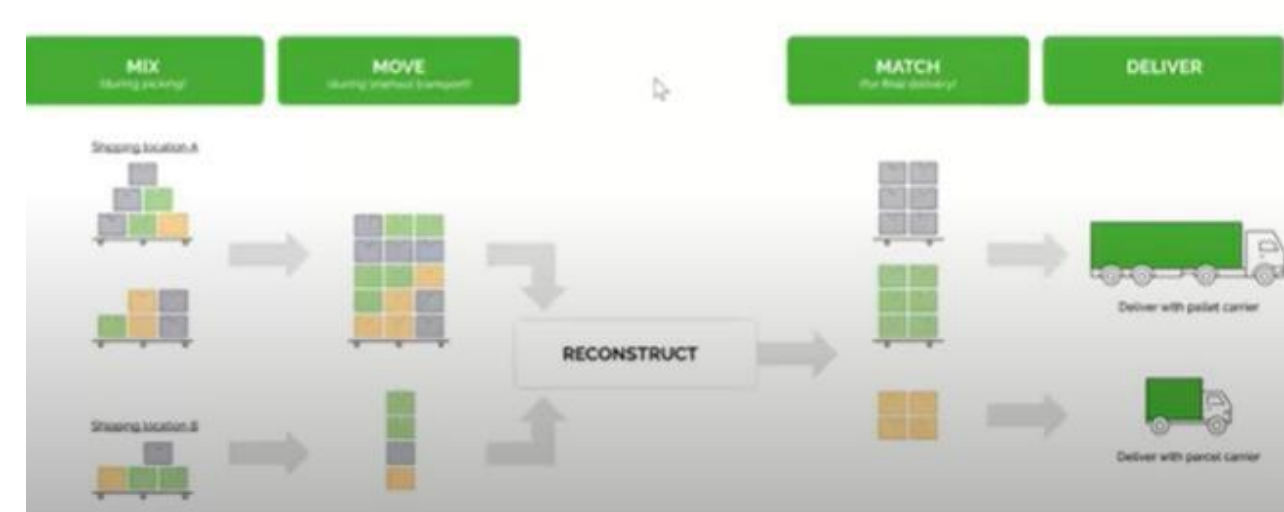 MIX
(during picking)
MOVE
(during linehaul transport)
MATCH
(for final delivery)
DELIVER
Shipping location A
Deliver with pallet carrier
RECONSTRUCT
Shipping location B
Deliver with parcel carrier